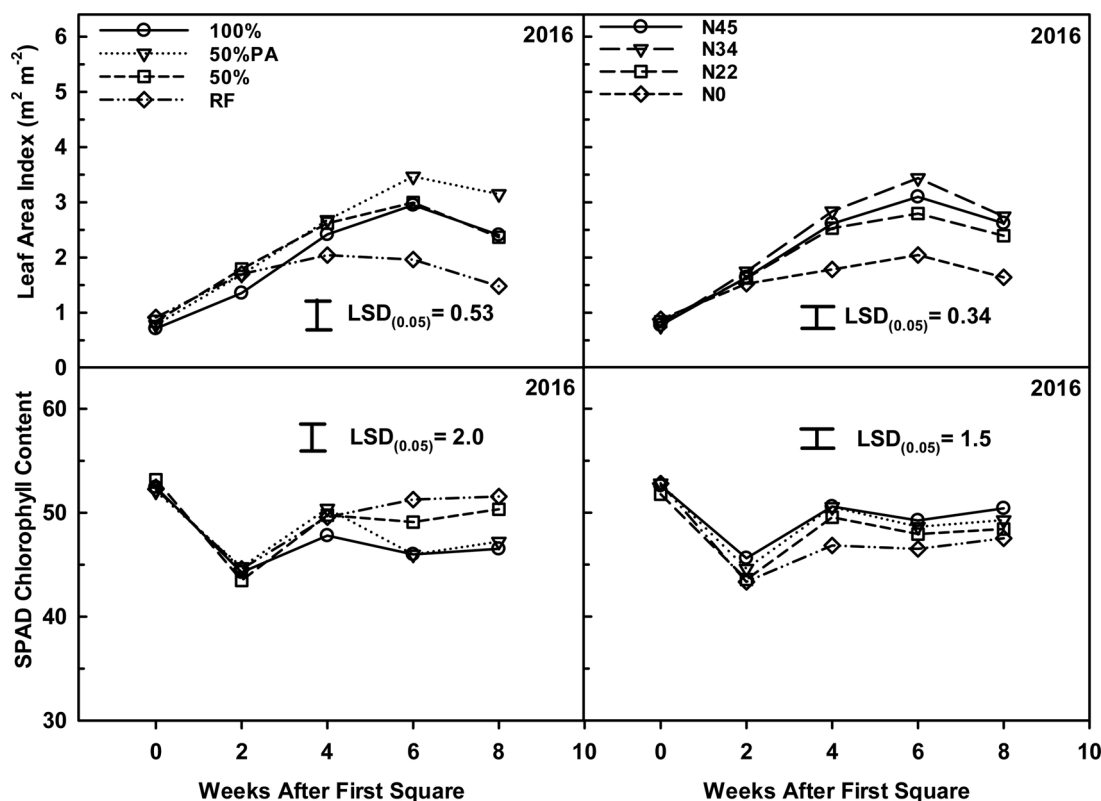 Leaf Area Index (m² m⁻²)
6
5
4
3
2
1
0
100%
50%PA
50%
RF
2016
LSD(0.05)= 0.53
N45
N34
N22
N0
2016
LSD(0.05)= 0.34
SPAD Chlorophyll Content
60
50
40
30
2016
LSD(0.05)= 2.0
2016
LSD(0.05)= 1.5
0 2 4 6 8 10
0 2 4 6 8 10
Weeks After First Square
Weeks After First Square